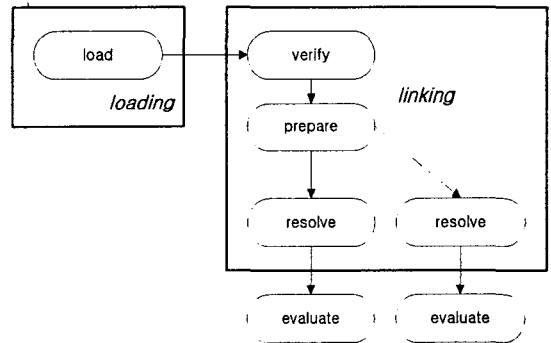 load
verify
loading
linking
prepare
resolve
resolve
evaluate
evaluate